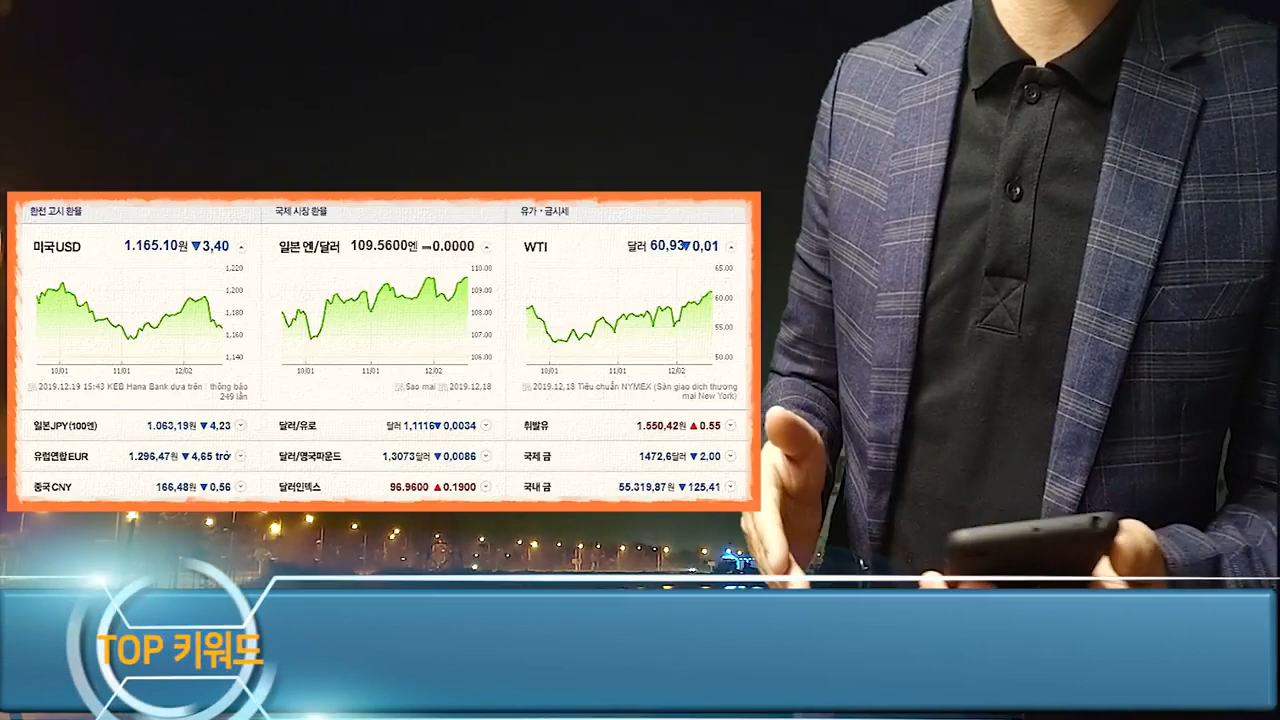 환전 고시 환율
국제 시장 환율
유가·금시세
미국 USD 1.165.10원 ▼3,40
일본 엔/달러 109.5600엔 0.0000
WTI 달러 60,93▼0,01
1,220
1,200
1,180
1,160
1,140
10/01 11/01 12/02
110.00
109.00
108.00
107.00
106.00
10/01 11/01 12/02
65.00
60.00
55.00
50.00
10/01 11/01 12/02
2019.12.19 15:43 KEB Hana Bank dựa trên thông báo
249 lần
Sao mai 2019.12,18
2019.12,18 Tiêu chuẩn NYMEX (Sàn giao dịch thương
mại New York)
일본 JPY (100엔) 1.063,19원 ▼4,23
달러/유로 달러 1,1116▼0,0034
휘발유 1.550,42원 ▲0.55
유럽연합 EUR 1.296,47원 ▼4,65 trở
달러/영국파운드 1,3073달러 ▼0,0086
국제 금 1472,6달러 ▼2,00
중국 CNY 166,48원 ▼0,56
달러인덱스 96.9600 ▲0.1900
국내 금 55.319,87원 ▼125,41
TOP 키워드